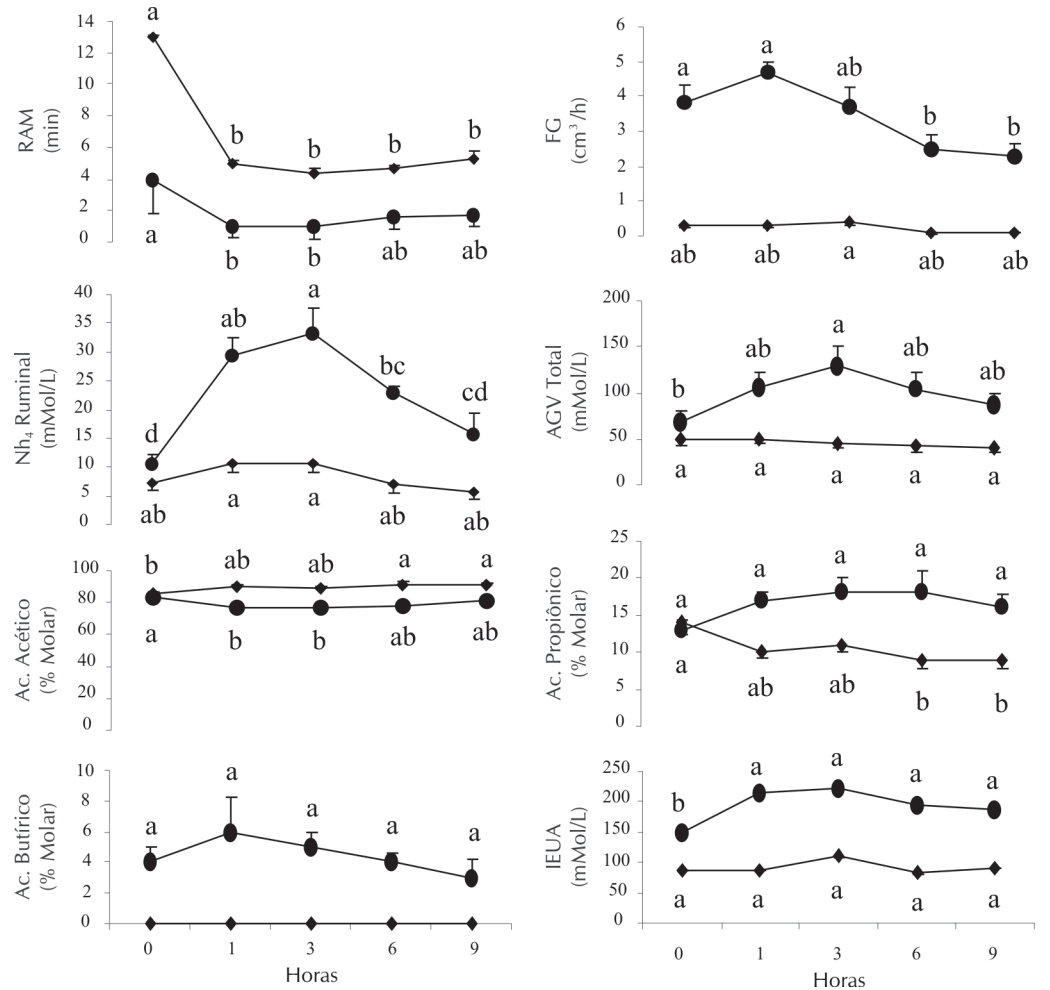 RAM
(min)
14
12
10
8
6
4
2
0
a
b
b
b
b
a
b
b
ab
ab
FG
(cm³/h)
6
5
4
3
2
1
0
a
a
ab
b
b
ab
ab
a
ab
ab
Nh₄ Ruminal
(mMol/L)
40
35
30
25
20
15
10
5
0
d
ab
a
bc
cd
ab
a
a
ab
ab
AGV Total
(mMol/L)
200
150
100
50
0
b
ab
a
ab
ab
a
a
a
a
a
Ac. Acético
(% Molar)
100
80
60
40
20
80
0
b
ab
ab
a
a
a
b
b
ab
ab
Ac. Propiônico
(% Molar)
25
20
15
10
5
0
a
a
a
a
a
a
ab
ab
b
b
Ac. Butírico
(% Molar)
10
8
6
4
2
0
a
a
a
a
a
0
1
3
6
9
Horas
IEUA
(mMol/L)
250
200
150
100
50
0
b
a
a
a
a
a
a
a
a
a
0
1
3
6
9
Horas